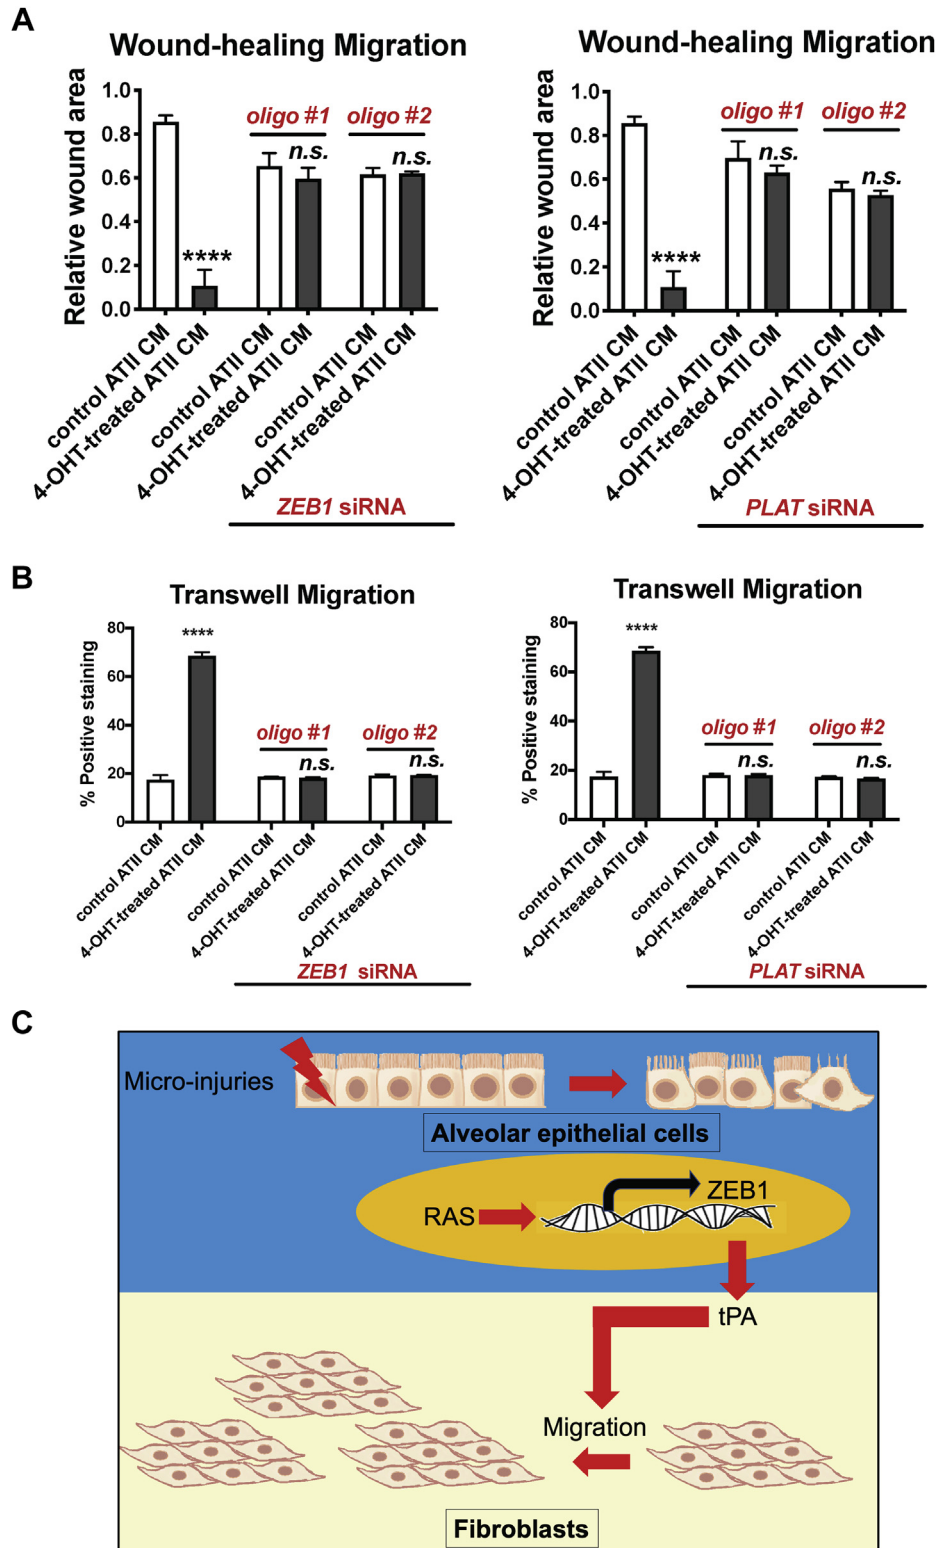 A
Wound-healing Migration
Relative wound area
1.0
0.8
0.6
0.4
0.2
0.0
****
oligo #1
n.s.
oligo #2
n.s.
control ATII CM
4-OHT-treated ATII CM
control ATII CM
4-OHT-treated ATII CM
control ATII CM
4-OHT-treated ATII CM
ZEB1 siRNA
Wound-healing Migration
Relative wound area
1.0
0.8
0.6
0.4
0.2
0.0
****
oligo #1
n.s.
oligo #2
n.s.
control ATII CM
4-OHT-treated ATII CM
control ATII CM
4-OHT-treated ATII CM
control ATII CM
4-OHT-treated ATII CM
PLAT siRNA
B
Transwell Migration
% Positive staining
80
60
40
20
0
****
oligo #1
n.s.
oligo #2
n.s.
control ATII CM
4-OHT-treated ATII CM
control ATII CM
4-OHT-treated ATII CM
control ATII CM
4-OHT-treated ATII CM
ZEB1 siRNA
Transwell Migration
% Positive staining
80
60
40
20
0
****
oligo #1
n.s.
oligo #2
n.s.
control ATII CM
4-OHT-treated ATII CM
control ATII CM
4-OHT-treated ATII CM
control ATII CM
4-OHT-treated ATII CM
PLAT siRNA
C
Micro-injuries
Alveolar epithelial cells
ZEB1
RAS
tPA
Migration
Fibroblasts